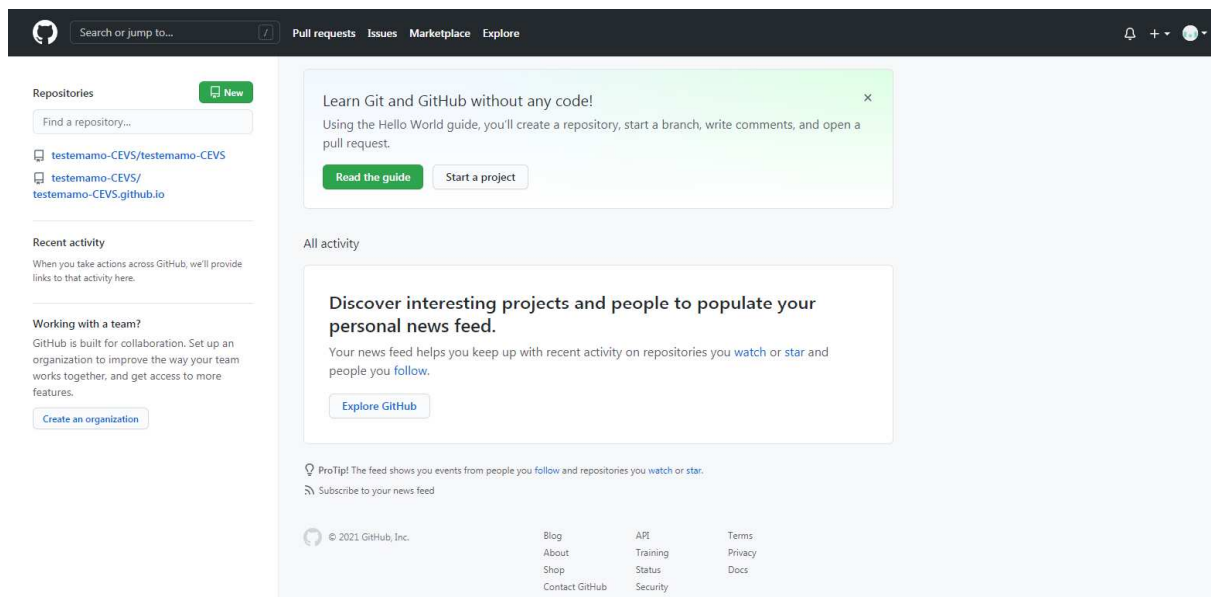 Search or jump to...
/
Pull requests Issues Marketplace Explore
Repositories
New
Find a repository...
testemamo-CEVS/testemamo-CEVS
testemamo-CEVS/
testemamo-CEVS.github.io
Recent activity
When you take actions across GitHub, we'll provide
links to that activity here.
Working with a team?
GitHub is built for collaboration. Set up an
organization to improve the way your team
works together, and get access to more
features.
Create an organization
Learn Git and GitHub without any code!
Using the Hello World guide, you'll create a repository, start a branch, write comments, and open a
pull request.
Read the guide
Start a project
All activity
Discover interesting projects and people to populate your
personal news feed.
Your news feed helps you keep up with recent activity on repositories you watch or star and
people you follow.
Explore GitHub
ProTip! The feed shows you events from people you follow and repositories you watch or star.
Subscribe to your news feed
© 2021 GitHub, Inc.
Blog
About
Shop
Contact GitHub
API
Training
Status
Security
Terms
Privacy
Docs